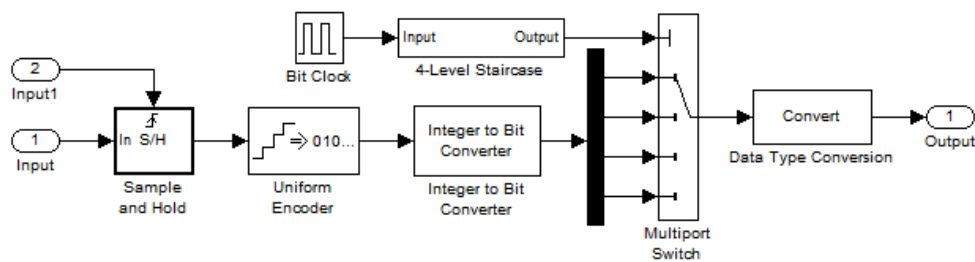 Bit Clock
Input Output
4-Level Staircase
2
Input1
1
Input
In S/H
Sample
and Hold
010...
Uniform
Encoder
Integer to Bit
Converter
Integer to Bit
Converter
Multiport
Switch
Convert
Data Type Conversion
1
Output